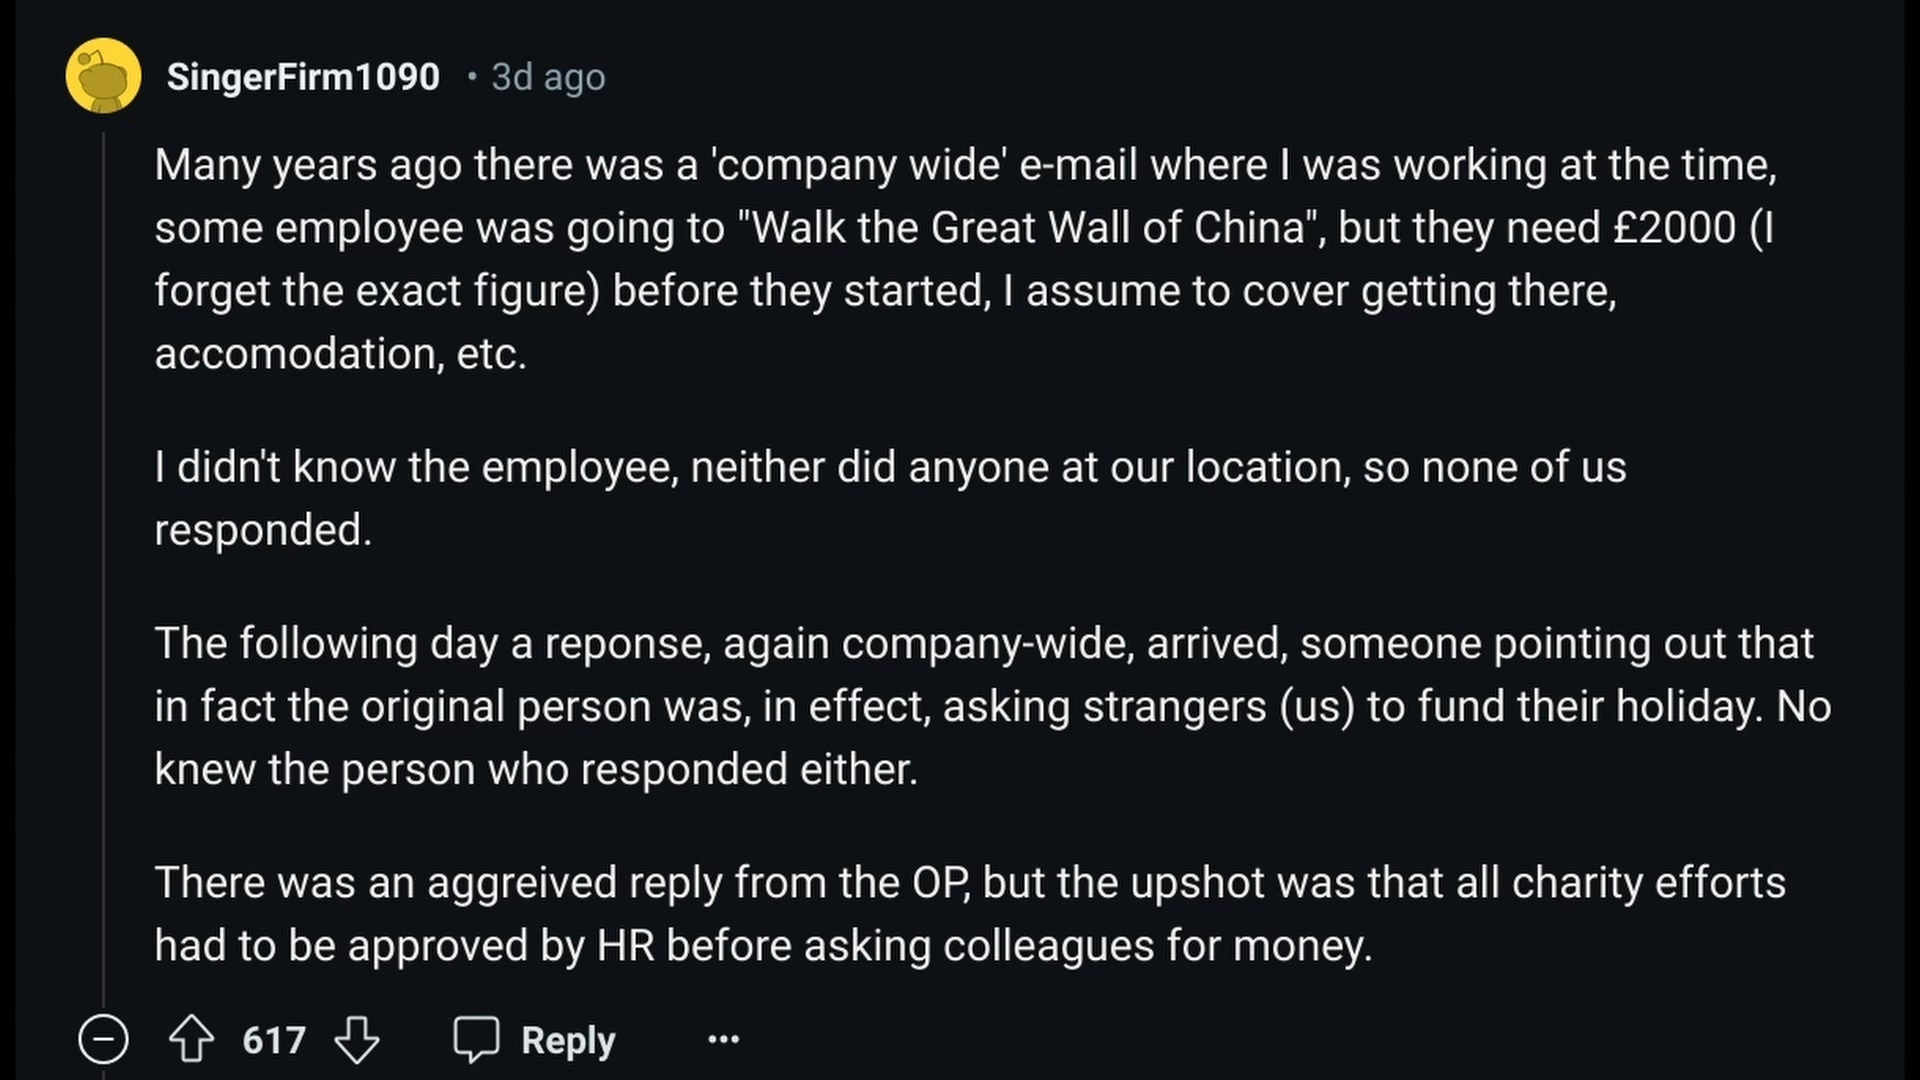 SingerFirm1090 • 3d ago
Many years ago there was a 'company wide' e-mail where I was working at the time,
some employee was going to "Walk the Great Wall of China", but they need £2000 (I
forget the exact figure) before they started, I assume to cover getting there,
accomodation, etc.
I didn't know the employee, neither did anyone at our location, so none of us
responded.
The following day a reponse, again company-wide, arrived, someone pointing out that
in fact the original person was, in effect, asking strangers (us) to fund their holiday. No
knew the person who responded either.
There was an aggreived reply from the OP, but the upshot was that all charity efforts
had to be approved by HR before asking colleagues for money.
617 Reply ...